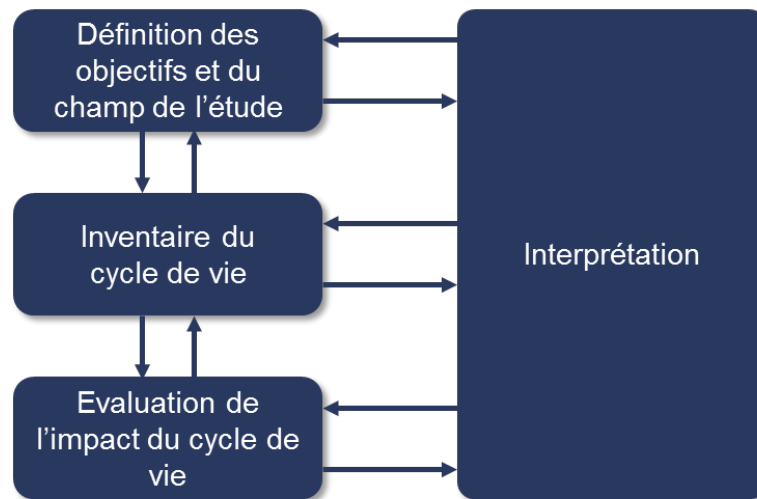 Définition des
objectifs et du
champ de l’étude
Inventaire du
cycle de vie
Evaluation de
l’impact du cycle de
vie
Interprétation